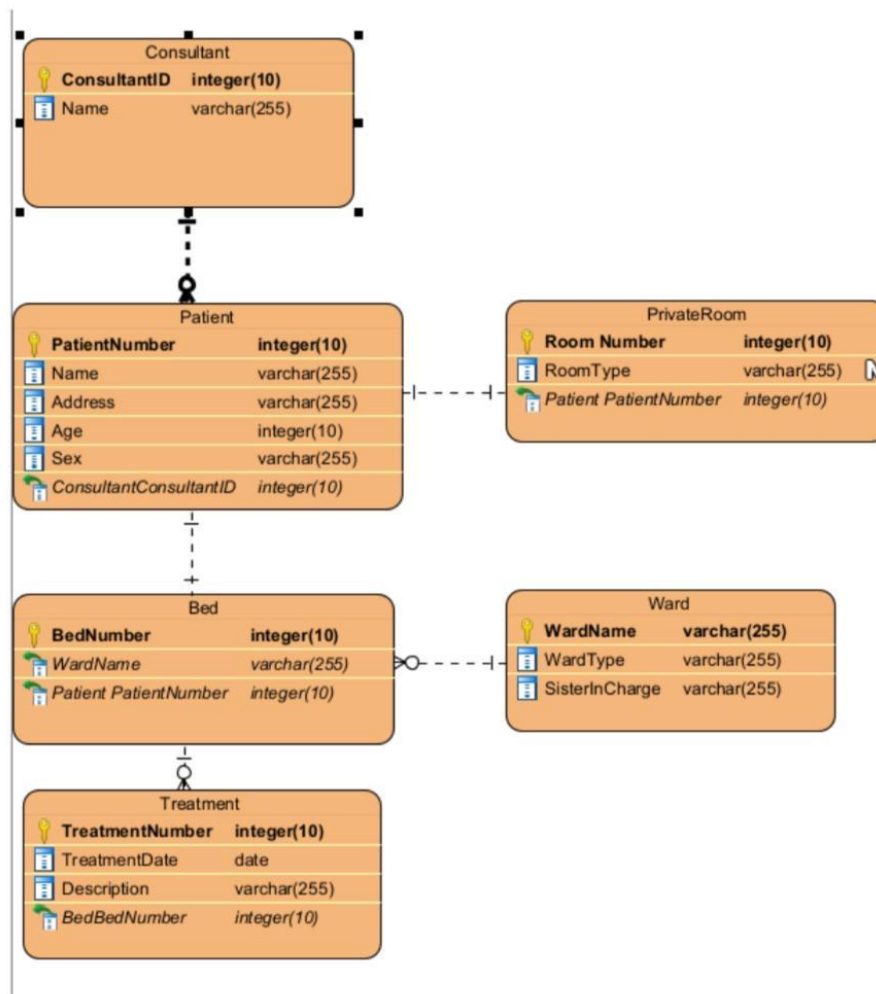 Consultant
ConsultantID integer(10)
Name varchar(255)
Patient
PatientNumber integer(10)
Name varchar(255)
Address varchar(255)
Age integer(10)
Sex varchar(255)
ConsultantConsultantID integer(10)
PrivateRoom
Room Number integer(10)
RoomType varchar(255)
Patient PatientNumber integer(10)
Bed
BedNumber integer(10)
WardName varchar(255)
Patient PatientNumber integer(10)
Ward
WardName varchar(255)
WardType varchar(255)
SisterInCharge varchar(255)
Treatment
TreatmentNumber integer(10)
TreatmentDate date
Description varchar(255)
BedBedNumber integer(10)